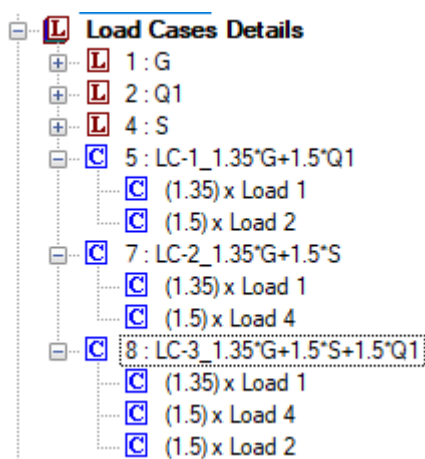 L Load Cases Details
L 1 : G
L 2 : Q1
L 4 : S
C 5 : LC-1_1.35*G+1.5*Q1
C (1.35) x Load 1
C (1.5) x Load 2
C 7 : LC-2_1.35*G+1.5*S
C (1.35) x Load 1
C (1.5) x Load 4
C 8 : LC-3_1.35*G+1.5*S+1.5*Q1
C (1.35) x Load 1
C (1.5) x Load 4
C (1.5) x Load 2